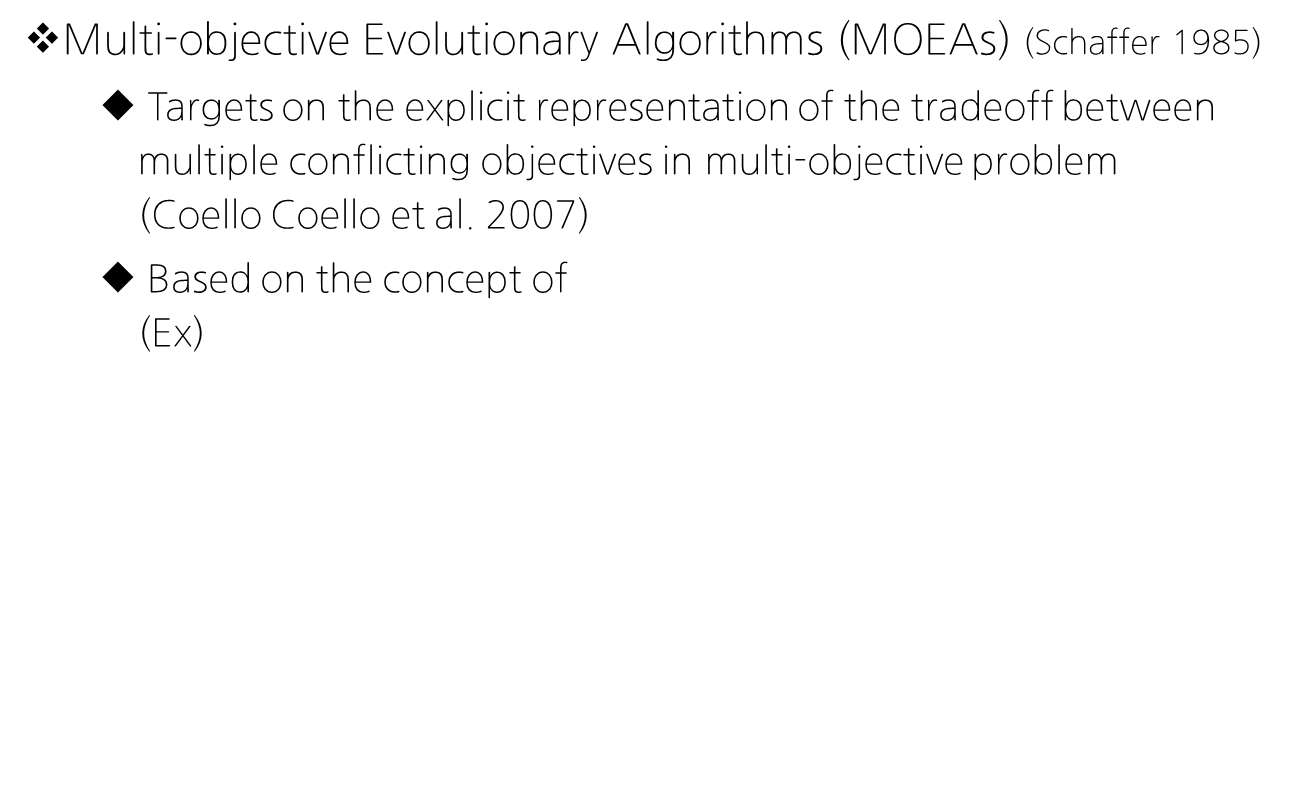 ❖Multi-objective Evolutionary Algorithms (MOEAs) (Schaffer 1985)
◆ Targets on the explicit representation of the tradeoff between
multiple conflicting objectives in multi-objective problem
(Coello Coello et al. 2007)
◆ Based on the concept of
(Ex)